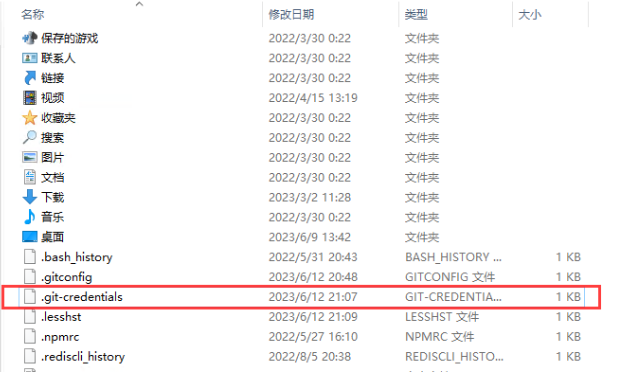 名称 修改日期 类型 大小
保存的游戏 2022/3/30 0:22 文件夹
联系人 2022/3/30 0:22 文件夹
链接 2022/3/30 0:22 文件夹
视频 2022/4/15 13:19 文件夹
收藏夹 2022/3/30 0:22 文件夹
搜索 2022/3/30 0:22 文件夹
图片 2022/3/30 0:22 文件夹
文档 2022/3/30 0:22 文件夹
下载 2023/3/2 11:28 文件夹
音乐 2022/3/30 0:22 文件夹
桌面 2023/6/9 13:42 文件夹
.bash_history 2022/5/31 20:43 BASH_HISTORY ... 1 KB
.gitconfig 2023/6/12 20:48 GITCONFIG 文件 1 KB
.git-credentials 2023/6/12 21:07 GIT-CREDENTIA... 1 KB
.lesshst 2023/6/12 21:09 LESSHST 文件 1 KB
.npmrc 2022/5/27 16:10 NPMRC 文件 1 KB
.rediscli_history 2022/8/5 20:38 REDISCLI_HISTO... 1 KB